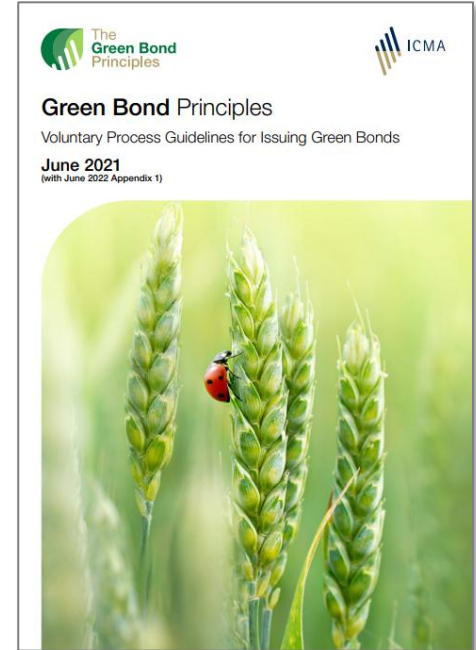 The
Green Bond
Principles
ICMA
Green Bond Principles
Voluntary Process Guidelines for Issuing Green Bonds
June 2021
(with June 2022 Appendix 1)